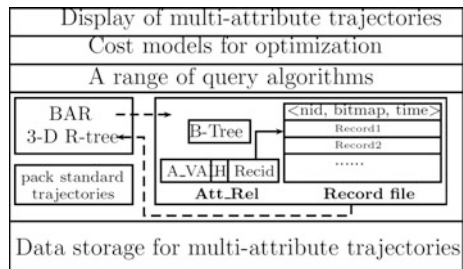 Display of multi-attribute trajectories
Cost models for optimization
A range of query algorithms
BAR
3-D R-tree
pack standard
trajectories
B-Tree
A_VA H Recid
Att_Rel
<nid, bitmap, time>
Record1
Record2
......
Record file
Data storage for multi-attribute trajectories